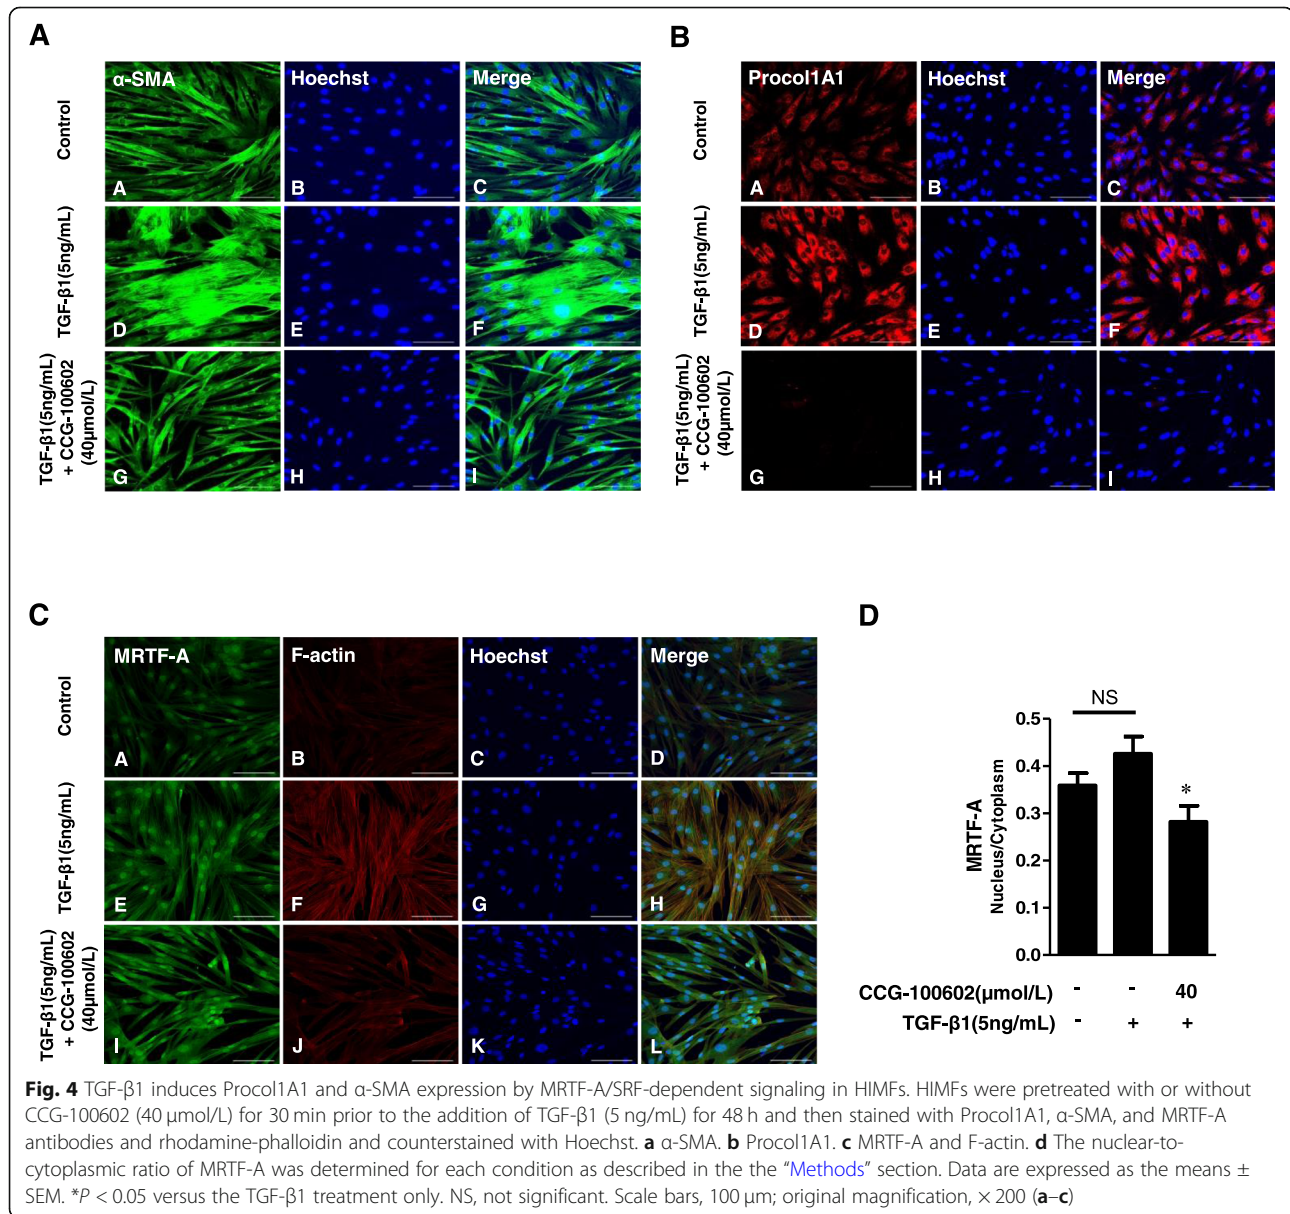 A
α-SMA Hoechst Merge
Control
A B C
TGF-β1(5ng/mL)
D E F
TGF-β1(5ng/mL)
+ CCG-100602
(40μmol/L)
G H I
B
Procol1A1 Hoechst Merge
Control
A B C
TGF-β1(5ng/mL)
D E F
TGF-β1(5ng/mL)
+ CCG-100602
(40μmol/L)
G H I
C
MRTF-A F-actin Hoechst Merge
Control
A B C D
TGF-β1(5ng/mL)
E F G H
TGF-β1(5ng/mL)
+ CCG-100602
(40μmol/L)
I J K L
D
NS
*
MRTF-A
Nucleus/Cytoplasm
0.5
0.4
0.3
0.2
0.1
0.0
CCG-100602(μmol/L) - - 40
TGF-β1(5ng/mL) - + +
Fig. 4 TGF-β1 induces Procol1A1 and α-SMA expression by MRTF-A/SRF-dependent signaling in HIMFs. HIMFs were pretreated with or without
CCG-100602 (40 μmol/L) for 30 min prior to the addition of TGF-β1 (5 ng/mL) for 48 h and then stained with Procol1A1, α-SMA, and MRTF-A
antibodies and rhodamine-phalloidin and counterstained with Hoechst. a α-SMA. b Procol1A1. c MRTF-A and F-actin. d The nuclear-to-
cytoplasmic ratio of MRTF-A was determined for each condition as described in the the “Methods” section. Data are expressed as the means ±
SEM. *P < 0.05 versus the TGF-β1 treatment only. NS, not significant. Scale bars, 100 μm; original magnification, × 200 (a–c)